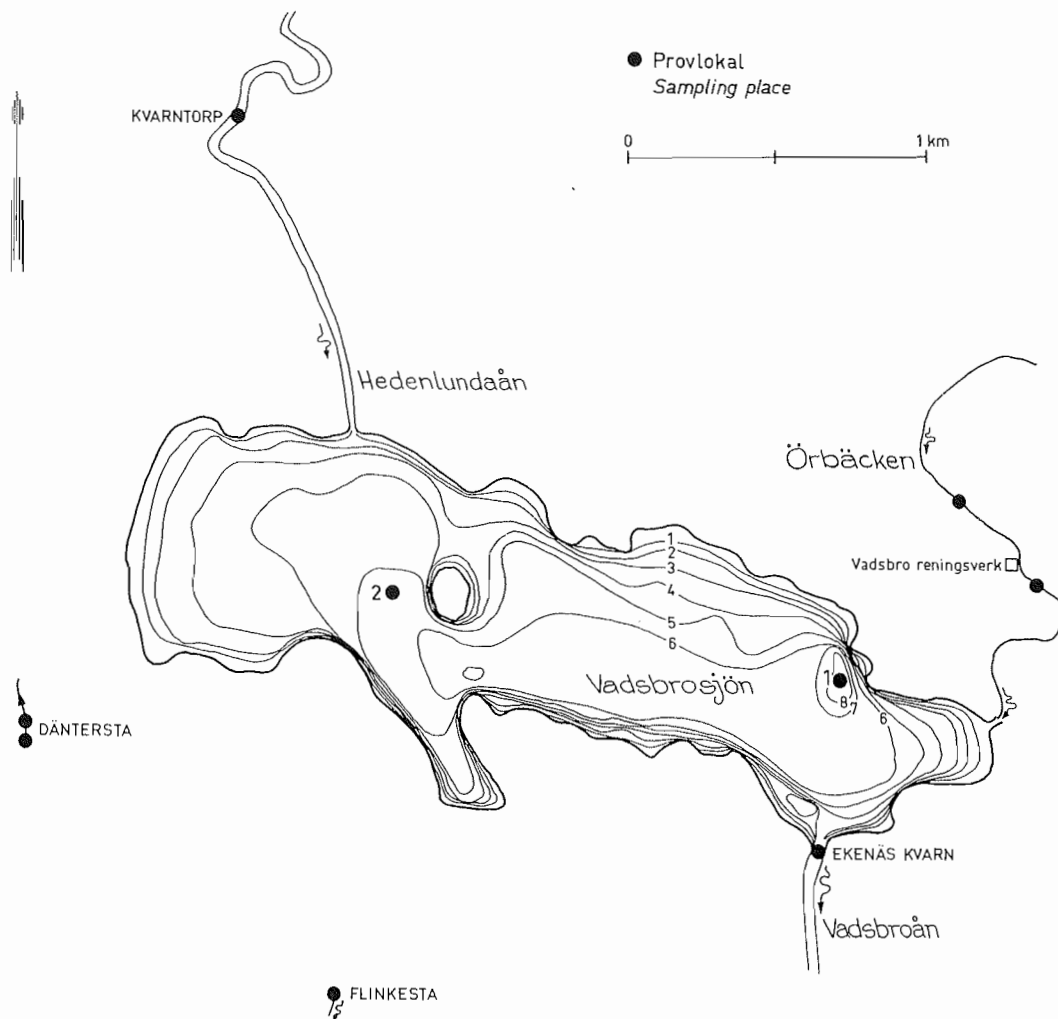 Provlokal
Sampling place
KVARNTORP
0 1 km
Hedenlundaån
Örbäcken
Vadsbro reningsverk
1
2
3
4
5
6
2
Vadsbrosjön
1
8
7
6
DÄNTERSTA
EKENÄS KVARN
Vadsbroån
FLINKESTA